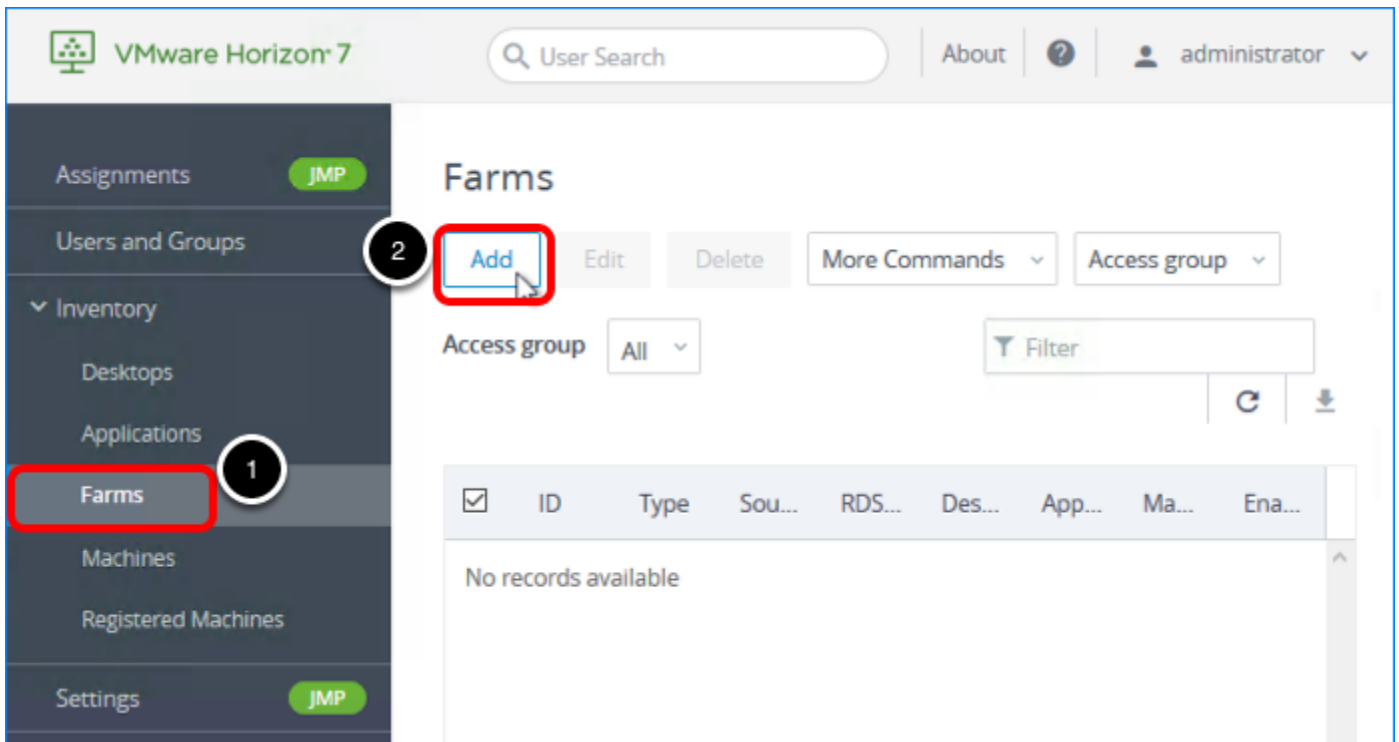 VMware Horizon® 7
User Search
About
?
administrator
Assignments JMP
Users and Groups
Inventory
Desktops
Applications
1
Farms
Machines
Registered Machines
Settings JMP
Farms
2
Add Edit Delete More Commands Access group
Access group All Filter
ID Type Sou... RDS... Des... App... Ma... Ena...
No records available